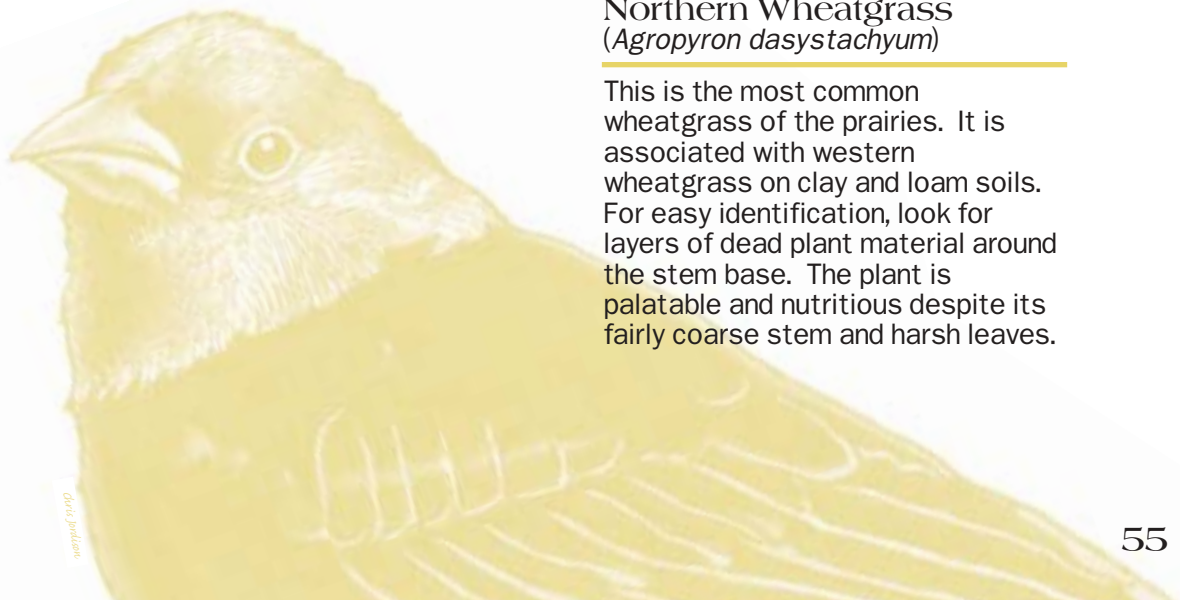 Northern Wheatgrass
(Agropyron dasystachyum)
This is the most common
wheatgrass of the prairies.  It is
associated with western
wheatgrass on clay and loam soils.
For easy identification, look for
layers of dead plant material around
the stem base.  The plant is
palatable and nutritious despite its
fairly coarse stem and harsh leaves.
55